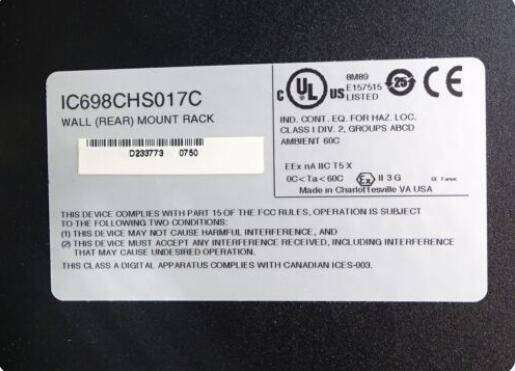 IC698CHS017C
WALL (REAR) MOUNT RACK
D233773 0750
C UL US
8M89
E157515
LISTED
25
CE
IND. CONT. EQ. FOR HAZ. LOC.
CLASS I DIV. 2, GROUPS ABCD
AMBIENT 60C
EEx nA IIC T5 X
0C<Ta<60C Ex II 3 G GE Fanuc
Made in Charlottesville VA USA
THIS DEVICE COMPLIES WITH PART 15 OF THE FCC RULES, OPERATION IS SUBJECT
TO THE FOLLOWING TWO CONDITIONS:
(1) THIS DEVICE MAY NOT CAUSE HARMFUL INTERFERENCE, AND
(2) THIS DEVICE MUST ACCEPT ANY INTERFERENCE RECEIVED, INCLUDING INTERFERENCE
THAT MAY CAUSE UNDESIRED OPERATION.
THIS CLASS A DIGITAL APPARATUS COMPLIES WITH CANADIAN ICES-003.